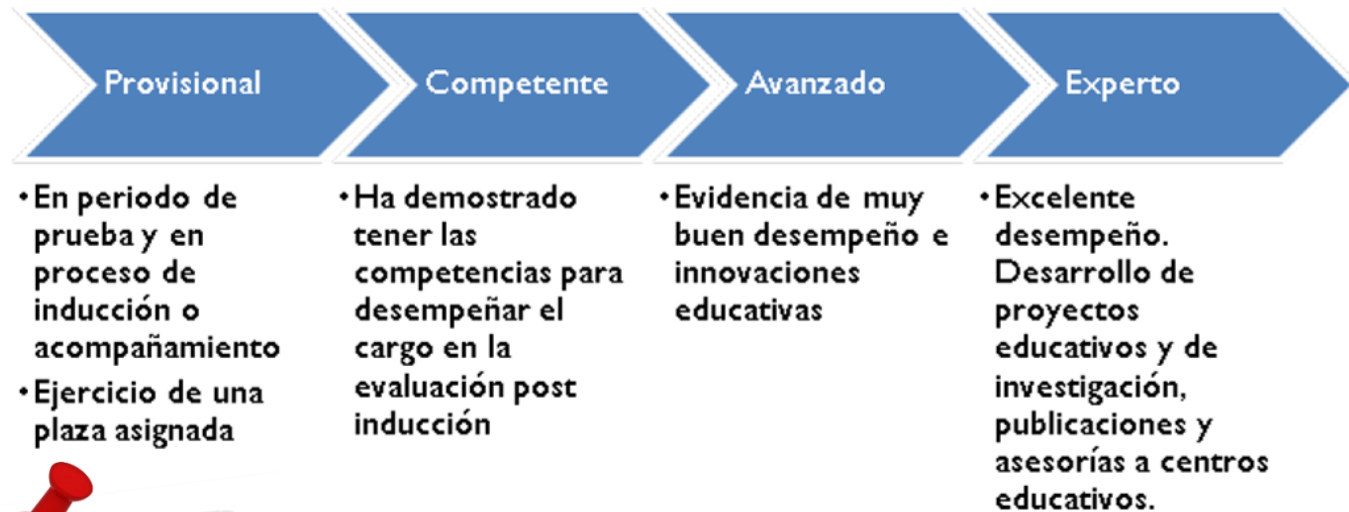 Provisional
Competente
Avanzado
Experto
•En periodo de
prueba y en
proceso de
inducción o
acompañamiento
•Ejercicio de una
plaza asignada
•Ha demostrado
tener las
competencias para
desempeñar el
cargo en la
evaluación post
inducción
•Evidencia de muy
buen desempeño e
innovaciones
educativas
•Excelente
desempeño.
Desarrollo de
proyectos
educativos y de
investigación,
publicaciones y
asesorías a centros
educativos.